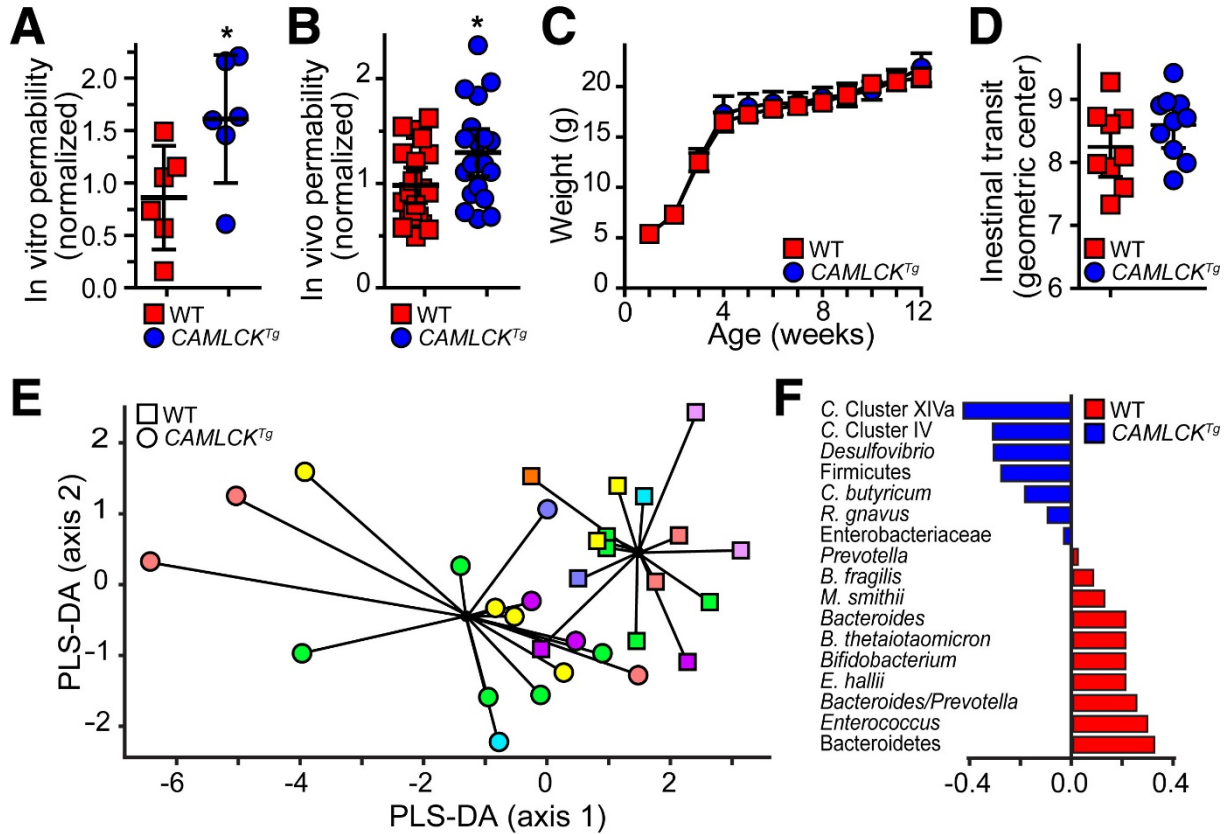 A
In vitro permability
(normalized)
*
2.0
1.5
1.0
0.5
0.0
WT
CAMLCKTg
B
In vivo permability
(normalized)
*
2
1
0
WT
CAMLCKTg
C
Weight (g)
20
15
10
5
0
0
4
8
12
Age (weeks)
WT
CAMLCKTg
D
Inestinal transit
(geometric center)
9
8
7
6
WT
CAMLCKTg
E
WT
CAMLCKTg
PLS-DA (axis 2)
2
1
0
-1
-2
-6
-4
-2
0
2
PLS-DA (axis 1)
F
C. Cluster XIVa
C. Cluster IV
Desulfovibrio
Firmicutes
C. butyricum
R. gnavus
Enterobacteriaceae
Prevotella
B. fragilis
M. smithii
Bacteroides
B. thetaiotaomicron
Bifidobacterium
E. hallii
Bacteroides/Prevotella
Enterococcus
Bacteroidetes
WT
CAMLCKTg
-0.4
0.0
0.4